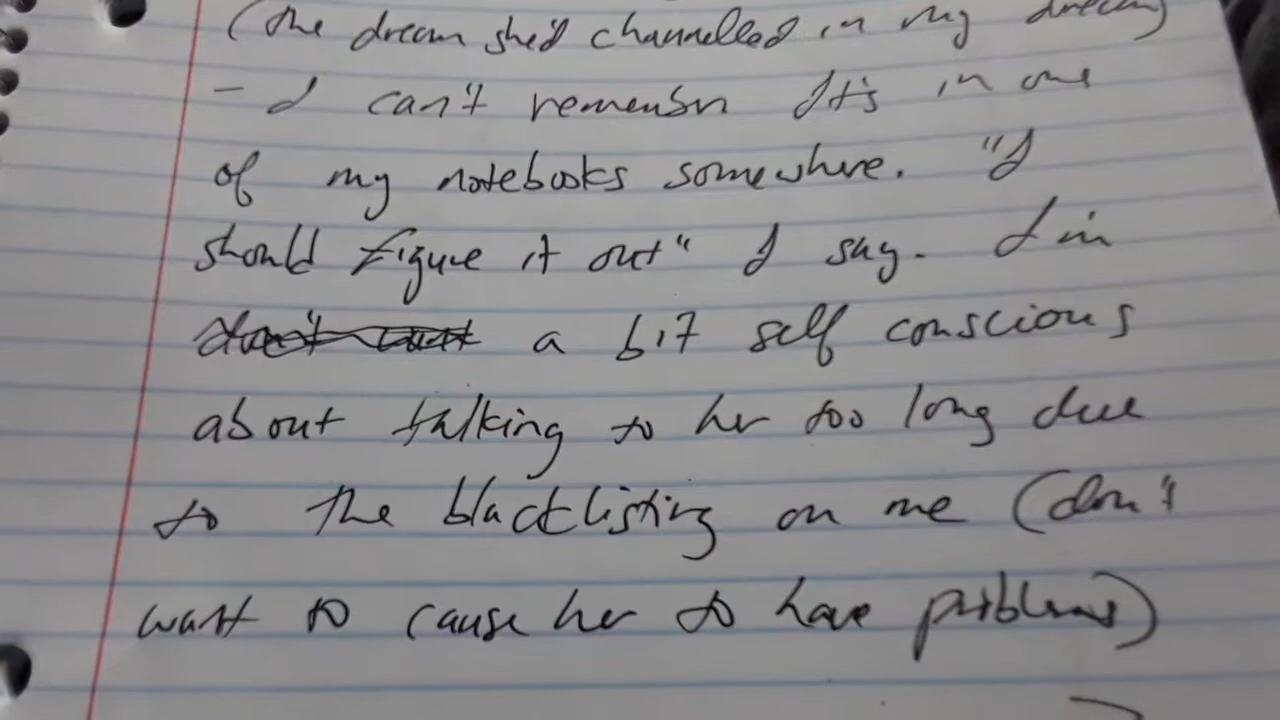 (the dream she'd channelled in my dream)
- I can't remember It's in one
of my notebooks somewhere. "I
should figure it out" I say. I'm
a bit self conscious
about talking to her too long due
to the blacklisting on me (don't
want to cause her to have problems)